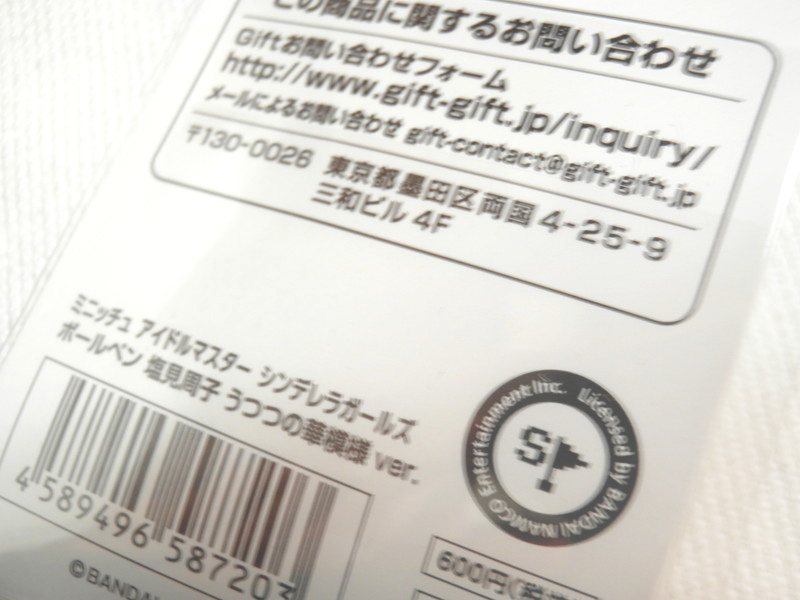 この商品に関するお問い合わせ
Giftお問い合わせフォーム
http://www.gift-gift.jp/inquiry/
メールによるお問い合わせ gift-contact@gift-gift.jp
〒130-0026 東京都墨田区両国4-25-9
三和ビル 4F
ミニッチュ アイドルマスター シンデレラガールズ
ボールペン 塩見周子 うつつの華模様 ver.
Licensed by BANDAI NAMCO Entertainment Inc.
4 589496 587203
©BANDAI
600円(税